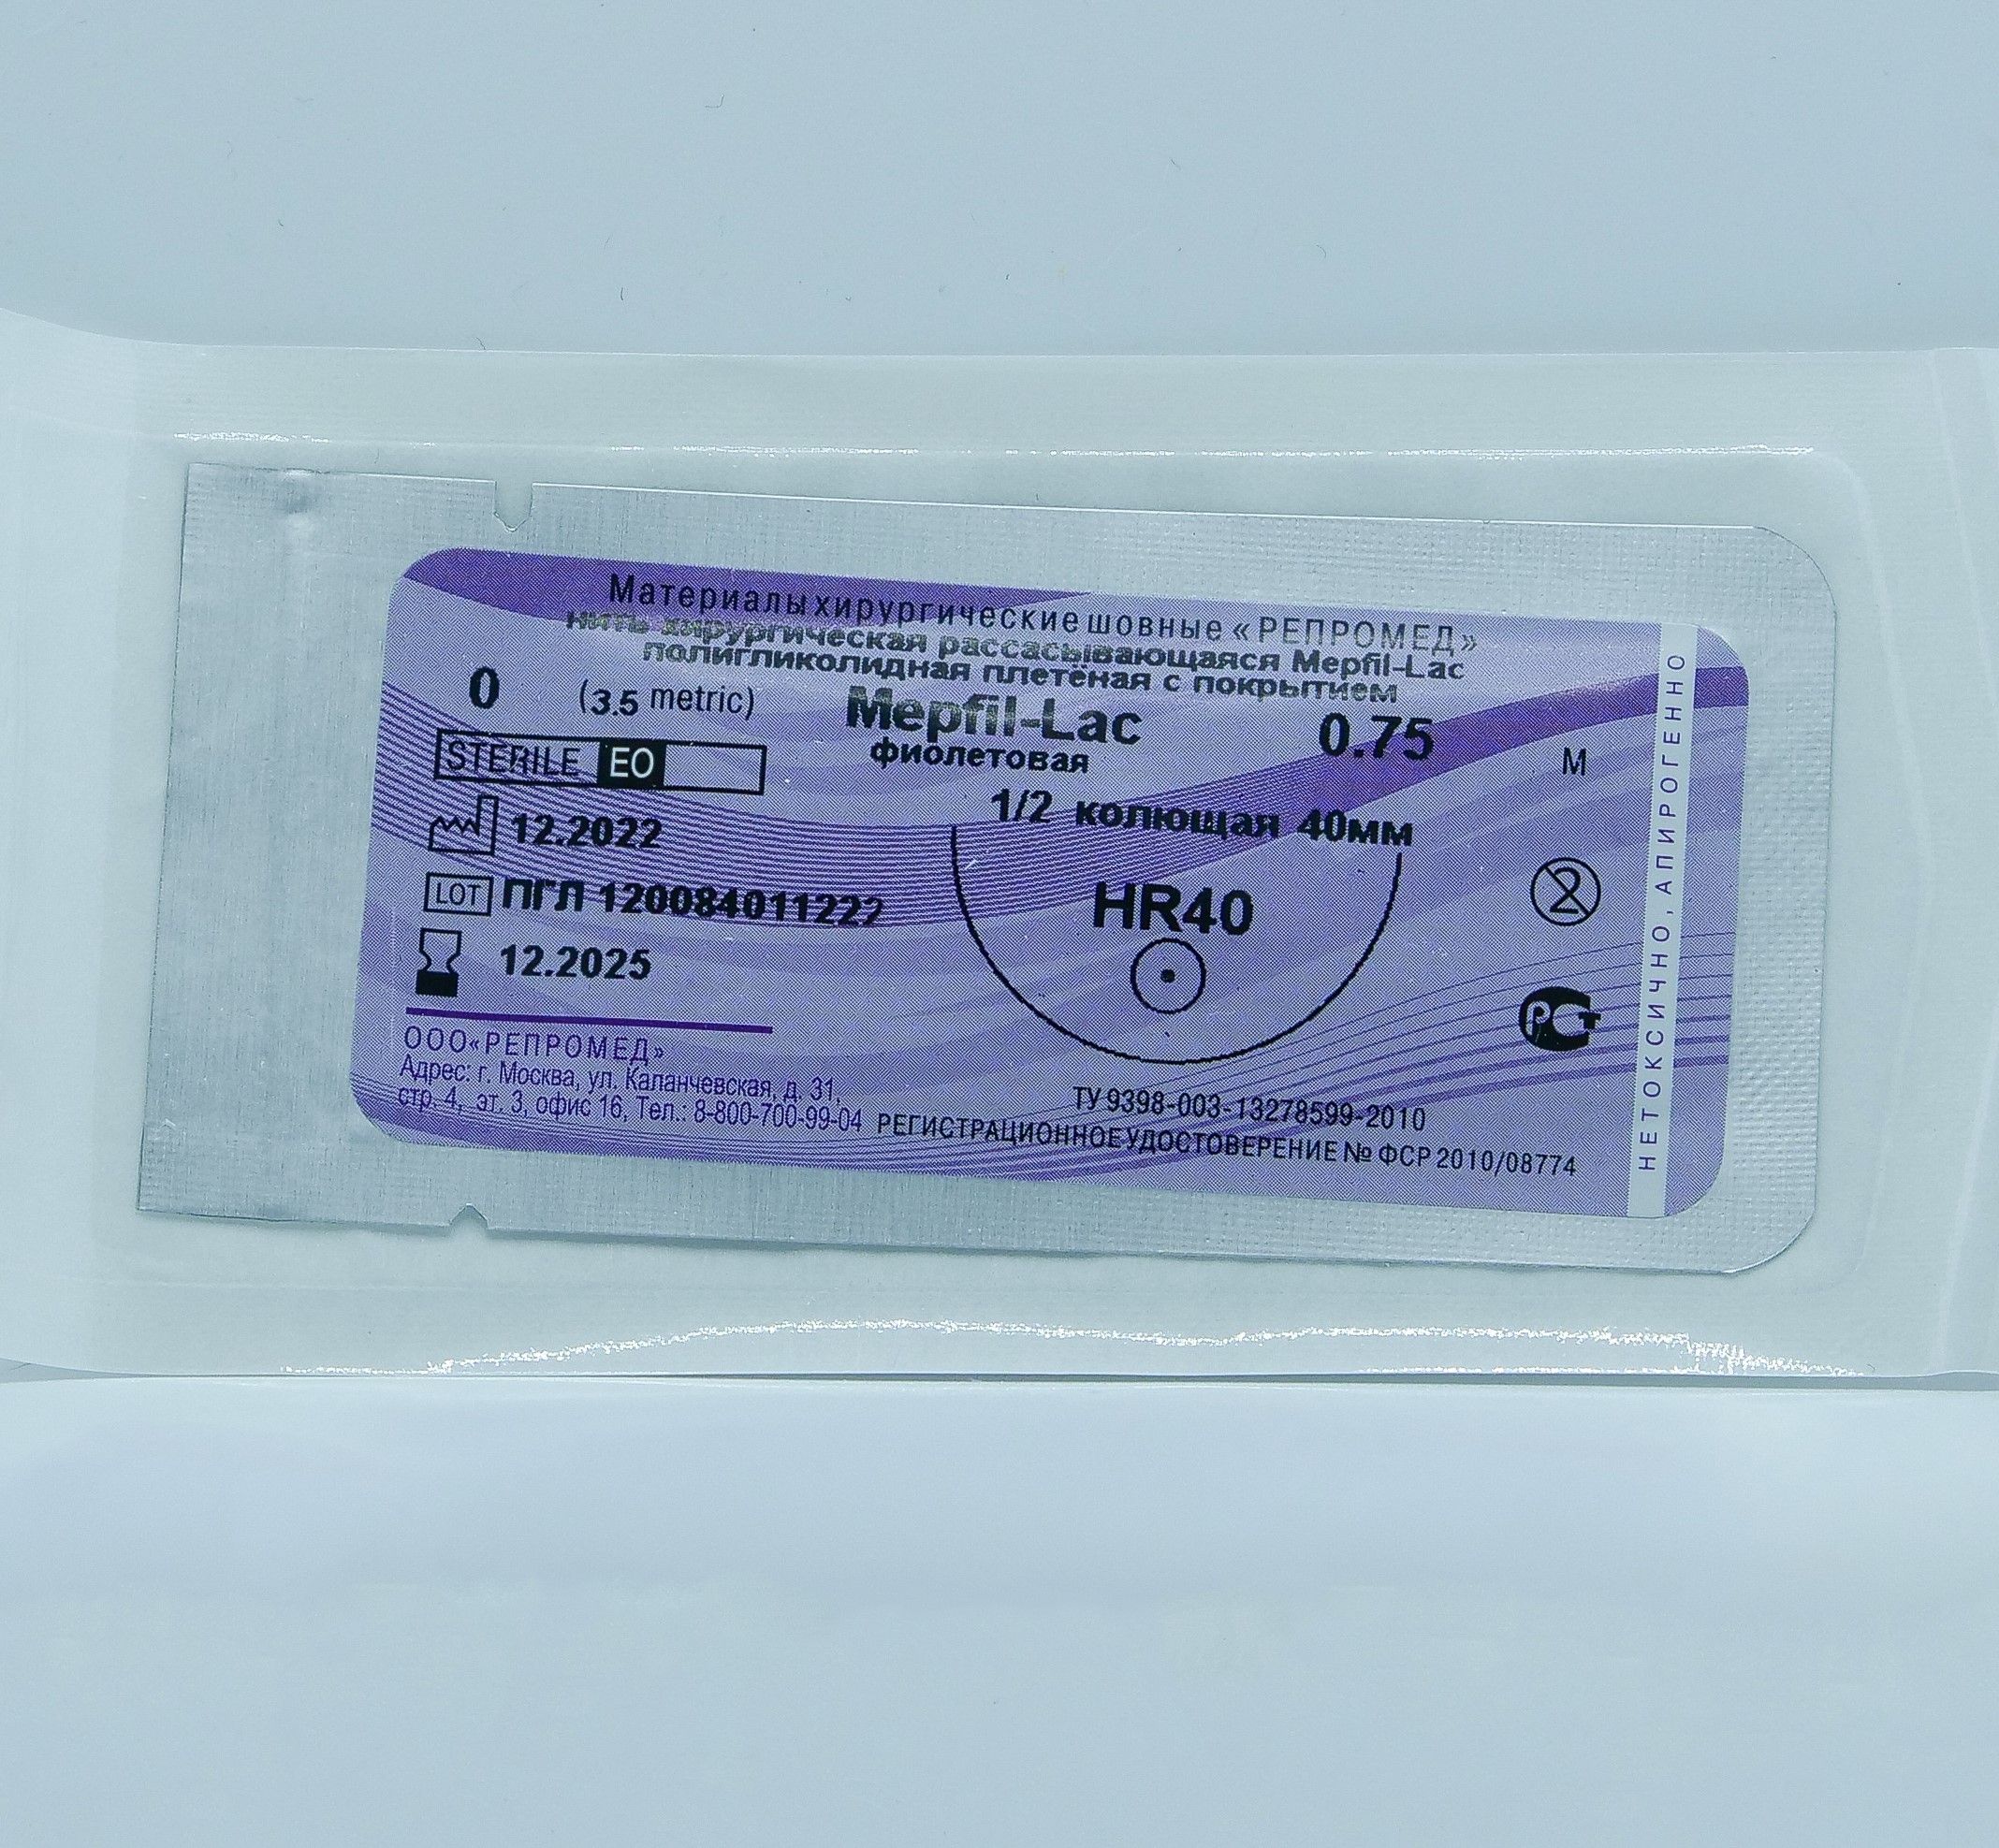 Материалы хирургические шовные «РЕПРОМЕД»
нить хирургическая рассасывающаяся Mepfil-Lac
полигликолидная плетёная с покрытием
0 (3.5 metric) Mepfil-Lac 0.75 М
фиолетовая
STERILE EO
1/2 колющая 40мм
12.2022
HR40
LOT ПГЛ 120084011222
2
12.2025
РСТ
ООО«РЕПРОМЕД»
Адрес: г. Москва, ул. Каланчевская, д. 31,
стр. 4, эт. 3, офис 16, Тел.: 8-800-700-99-04
ТУ 9398-003-13278599-2010
РЕГИСТРАЦИОННОЕ УДОСТОВЕРЕНИЕ № ФСР 2010/08774
НЕТОКСИЧНО, АПИРОГЕННО